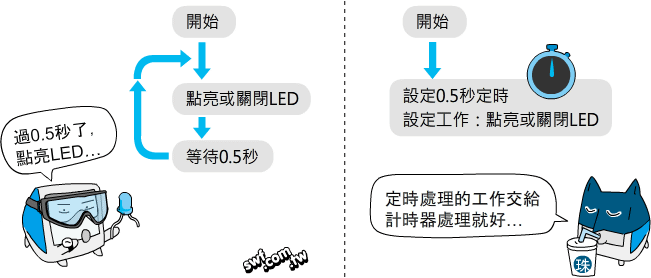 開始
點亮或關閉LED
等待0.5秒
過0.5秒了,
點亮LED…
swf.com.tw
開始
設定0.5秒定時
設定工作：點亮或關閉LED
定時處理的工作交給
計時器處理就好…
珠